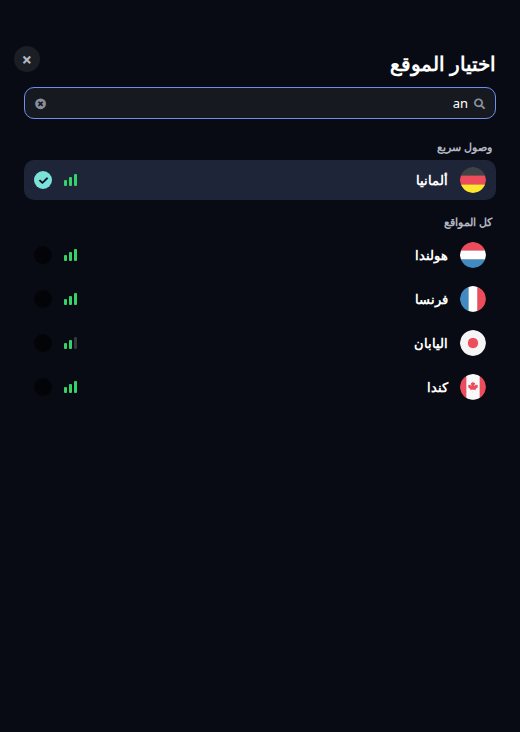 اختيار الموقع
an
وصول سريع
ألمانيا
كل المواقع
هولندا
فرنسا
اليابان
كندا